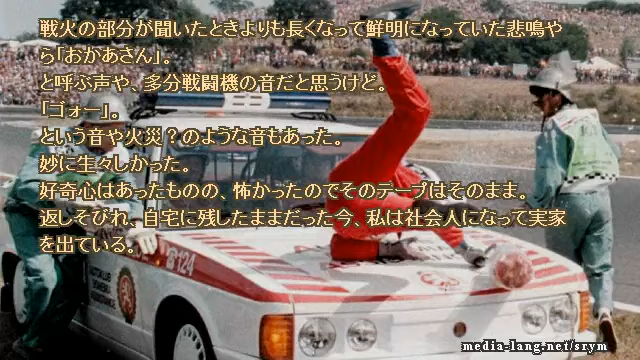 戦火の部分が聞いたときよりも長くなって鮮明になっていた悲鳴や
ら「おかあさん」。
と呼ぶ声や、多分戦闘機の音だと思うけど。
「ゴォー」。
という音や火災？のような音もあった。
妙に生々しかった。
好奇心はあったものの、怖かったのでそのテープはそのまま。
返しそびれ、自宅に残したままだった今、私は社会人になって実家
を出ている。
R-124
media-lang.net/srym